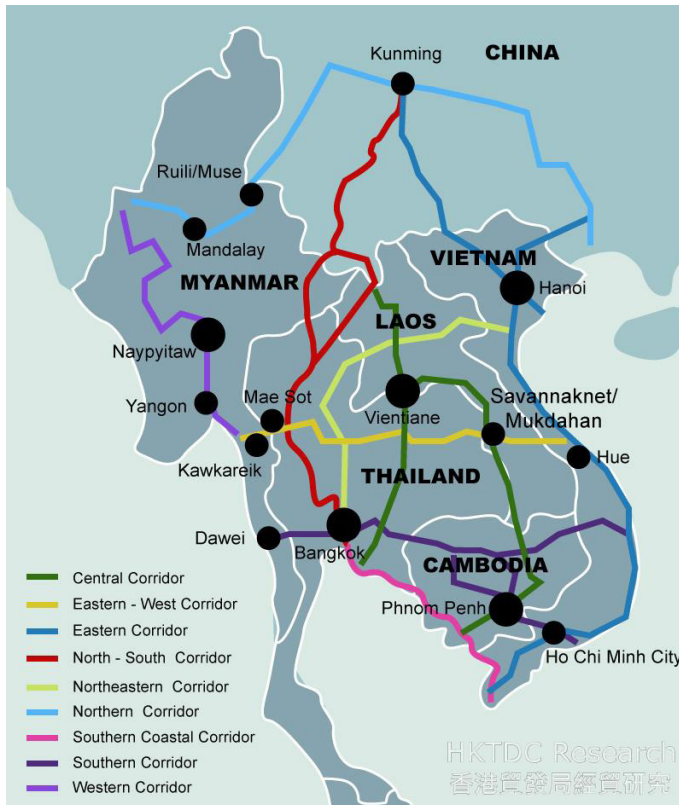 CHINA
Kunming
Ruili/Muse
Mandalay
VIETNAM
MYANMAR
Hanoi
LAOS
Naypyitaw
Mae Sot
Savannaknet/
Mukdahan
Yangon
Vientiane
Kawkareik
Hue
THAILAND
Dawei
Bangkok
CAMBODIA
Phnom Penh
Ho Chi Minh City
Central Corridor
Eastern - West Corridor
Eastern Corridor
North - South Corridor
Northeastern Corridor
Northern Corridor
Southern Coastal Corridor
Southern Corridor
Western Corridor
HKTDC Research
香港貿發局經貿研究